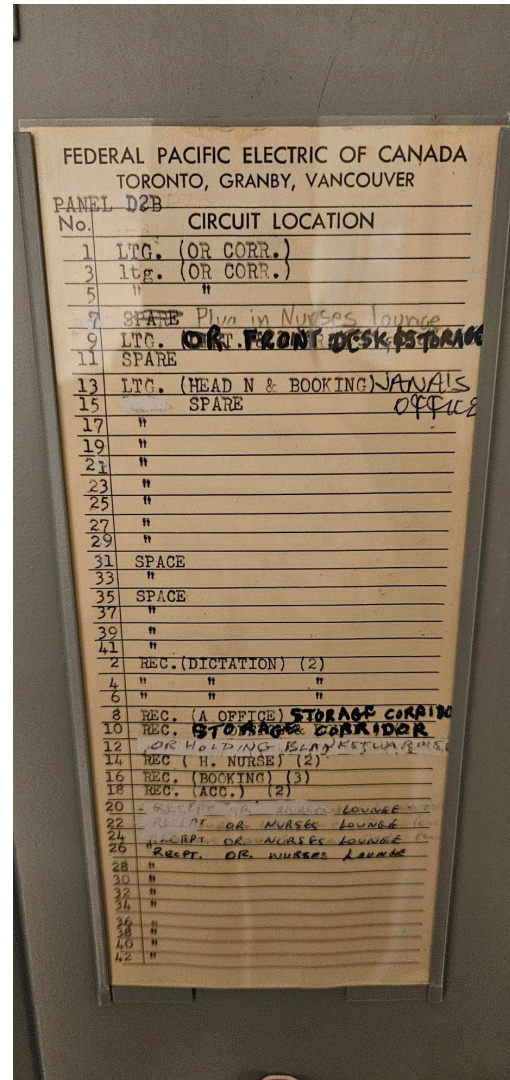 FEDERAL PACIFIC ELECTRIC OF CANADA
TORONTO, GRANBY, VANCOUVER
PANEL D2B
No. CIRCUIT LOCATION
1 LTG. (OR CORR.)
3 ltg. (OR CORR.)
5 " "
7 SPARE Plug in Nurses lounge
9 LTG. OR. FRONT DESK & STORAGE
11 SPARE
13 LTG. (HEAD N & BOOKING) JANA'S
15 SPARE OFFICE
17 "
19 "
21 "
23 "
25 "
27 "
29 "
31 SPACE
33 "
35 SPACE
37 "
39 "
41 "
2 REC.(DICTATION) (2)
4 " " "
6 " " "
8 REC. (A OFFICE) STORAGE CORRIDO
10 REC. STORAGE CORRIDOR
12 OR HOLDING BLANKET WARMER
14 REC ( H. NURSE) (2)
16 REC. (BOOKING) (3)
18 REC. (ACC.) (2)
20 RECEPT OR NURSES LOUNGE
22 RECEPT OR NURSES LOUNGE
24 RECEPT OR. NURSES LOUNGE
26 " RECPT. OR. NURSES LOUNGE
28 "
30 "
32 "
34 "
36 "
38 "
40 "
42 "